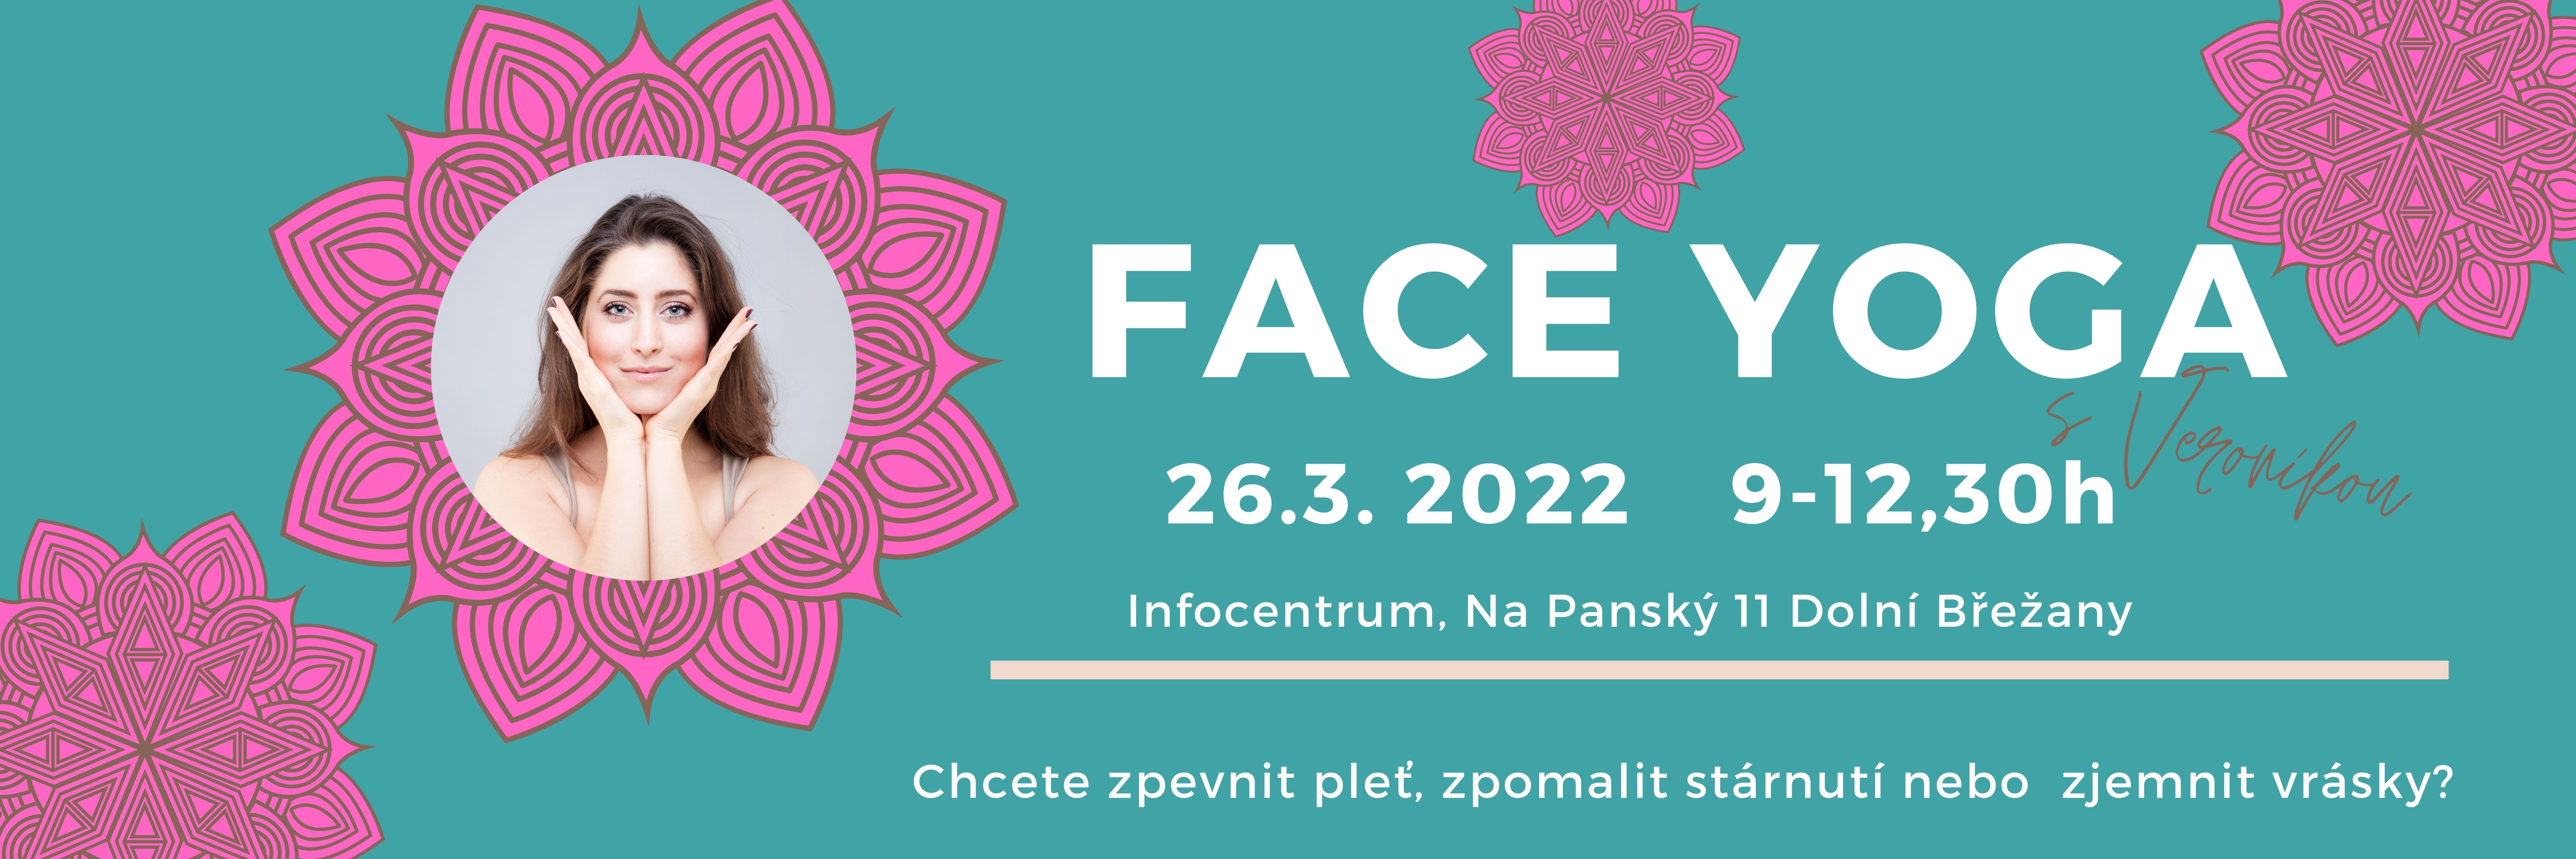 FACE YOGA
s Veronikou
26.3. 2022 9-12,30h
Infocentrum, Na Panský 11 Dolní Břežany
Chcete zpevnit pleť, zpomalit stárnutí nebo zjemnit vrásky?